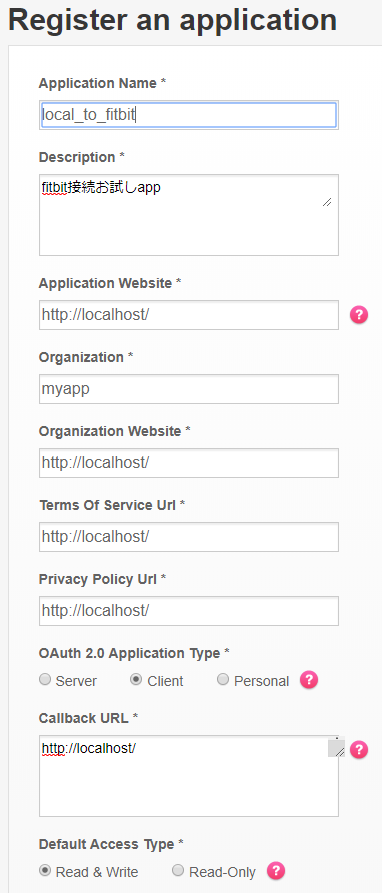 Register an application
Application Name *
local_to_fitbit
Description *
fitbit接続お試しapp
Application Website *
http://localhost/
?
Organization *
myapp
Organization Website *
http://localhost/
Terms Of Service Url *
http://localhost/
Privacy Policy Url *
http://localhost/
OAuth 2.0 Application Type *
Server Client Personal ?
Callback URL *
http://localhost/
?
Default Access Type *
Read & Write Read-Only ?